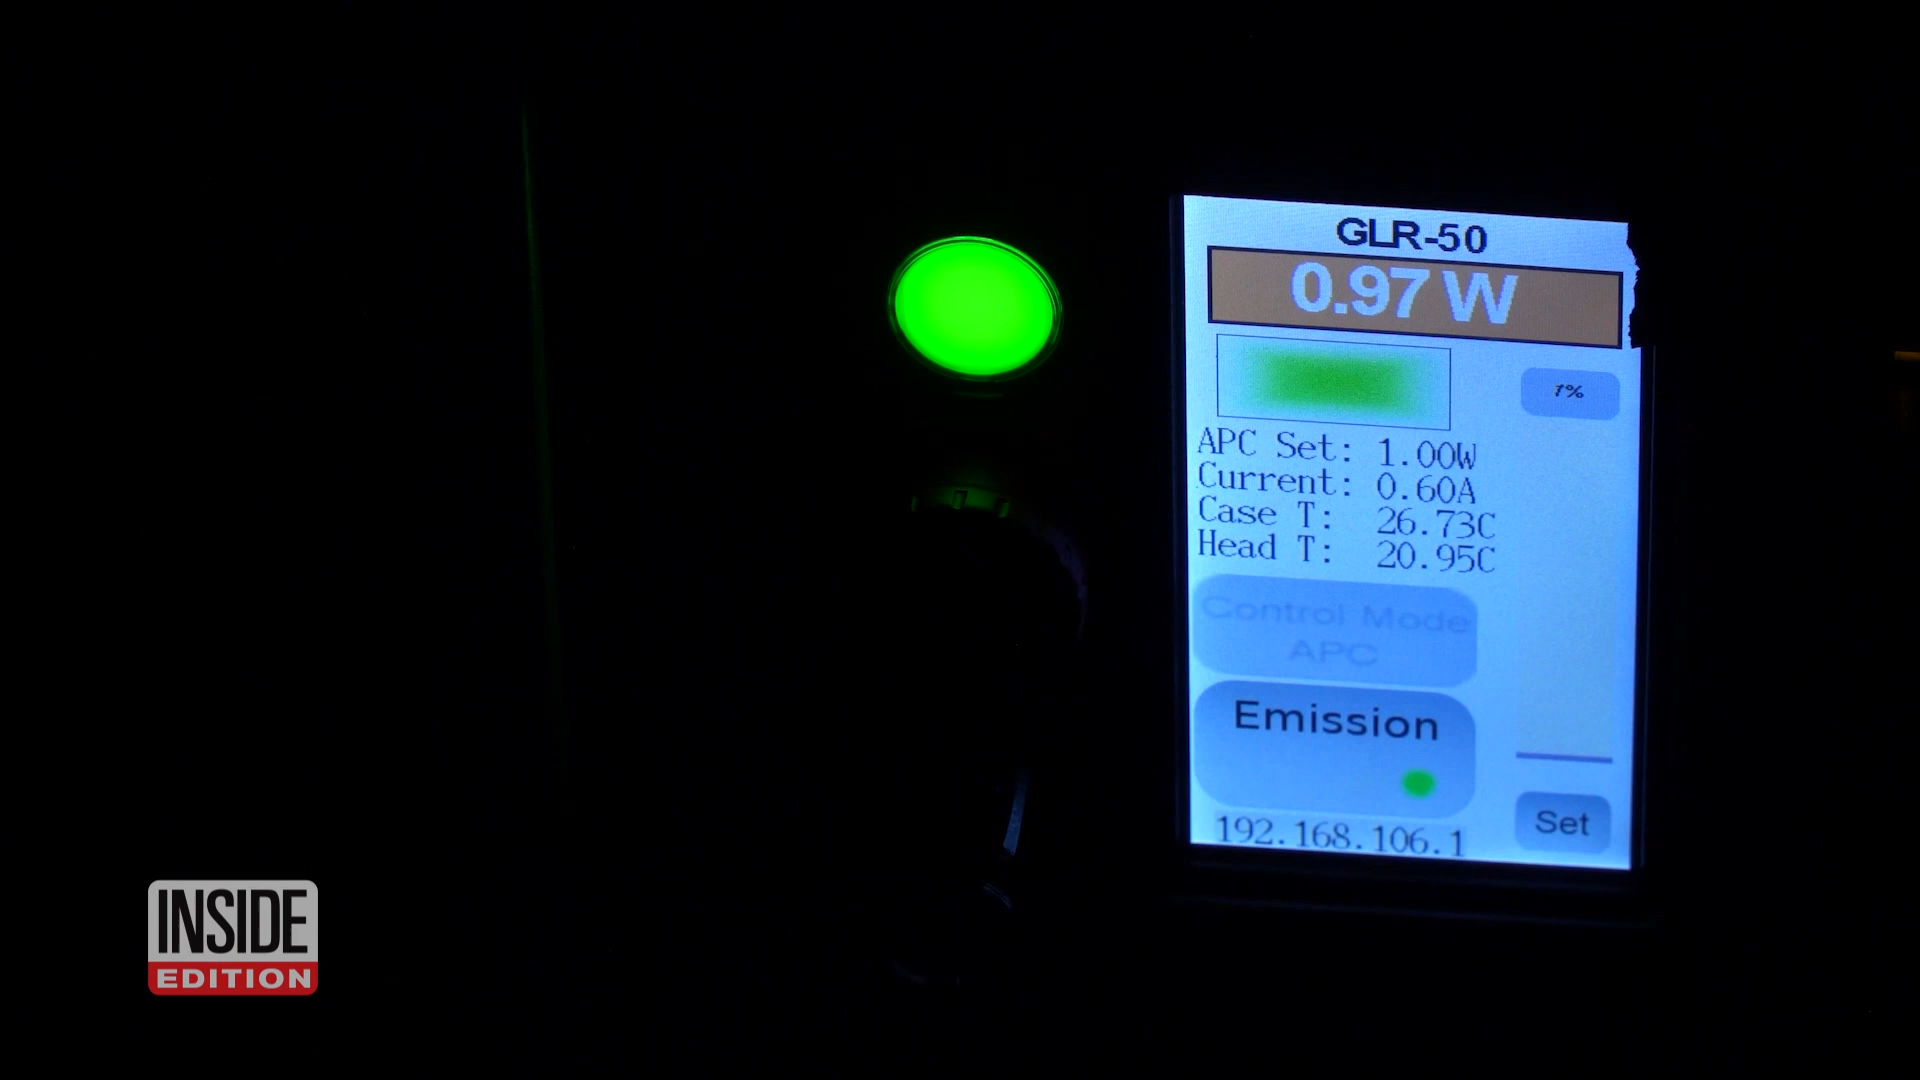 GLR-50
0.97 W
1%
APC Set: 1.00W
Current: 0.60A
Case T: 26.73C
Head T: 20.95C
Control Mode
APC
Emission
Set
192.168.106.1
INSIDE
EDITION